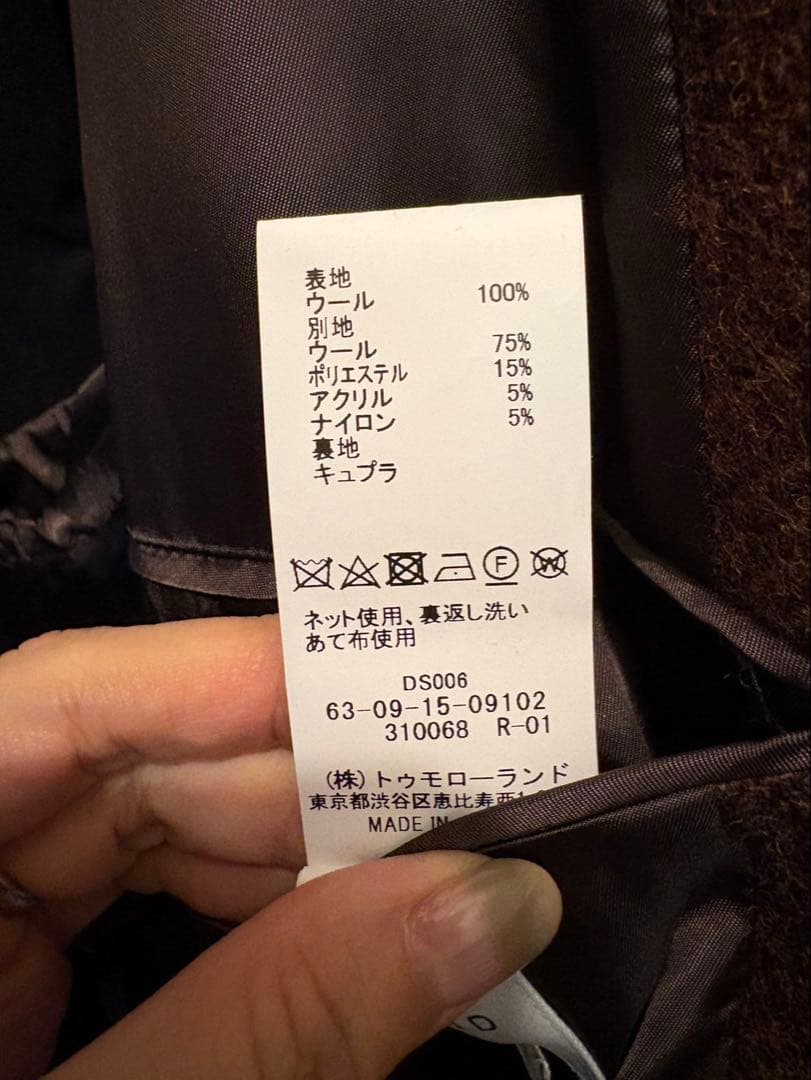 表地
ウール 100%
別地
ウール 75%
ポリエステル 15%
アクリル 5%
ナイロン 5%
裏地
キュプラ
F W
ネット使用、裏返し洗い
あて布使用
DS006
63-09-15-09102
310068 R-01
(株)トゥモローランド
東京都渋谷区恵比寿西
MADE IN